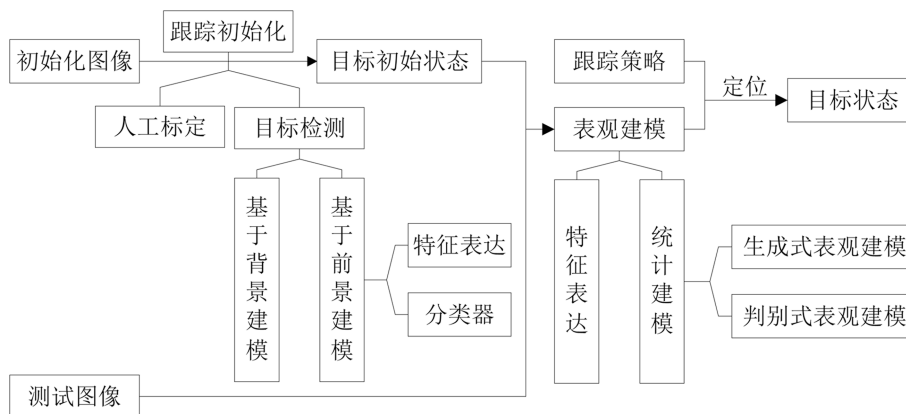 跟踪初始化
初始化图像
目标初始状态
跟踪策略
定位
目标状态
人工标定
目标检测
表观建模
基于背景建模
基于前景建模
特征表达
分类器
特征表达
统计建模
生成式表观建模
判别式表观建模
测试图像